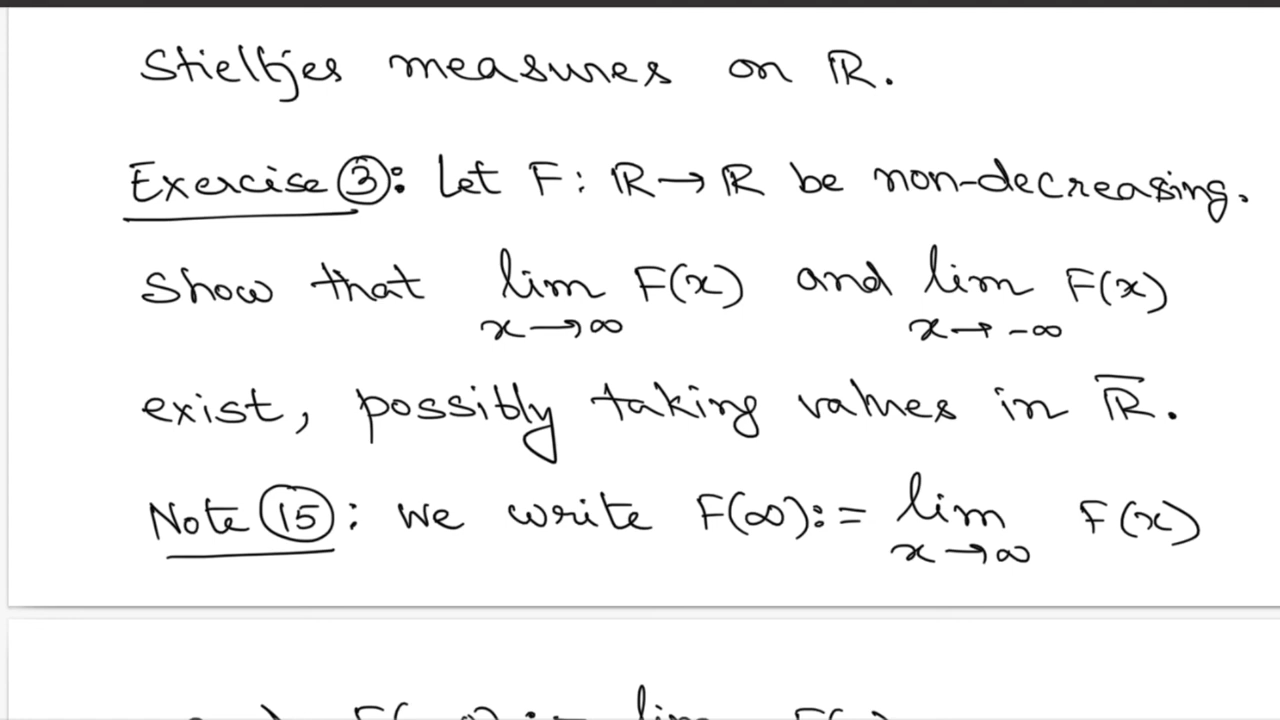 Stieltjes measures on ℝ.
Exercise ③: Let F: ℝ→ℝ be non-decreasing.
Show that lim F(x) and lim F(x)
x→∞ x→ -∞
exist, possibly taking values in ℝ̅.
Note ⑮: We write F(∞):= lim F(x)
x→∞